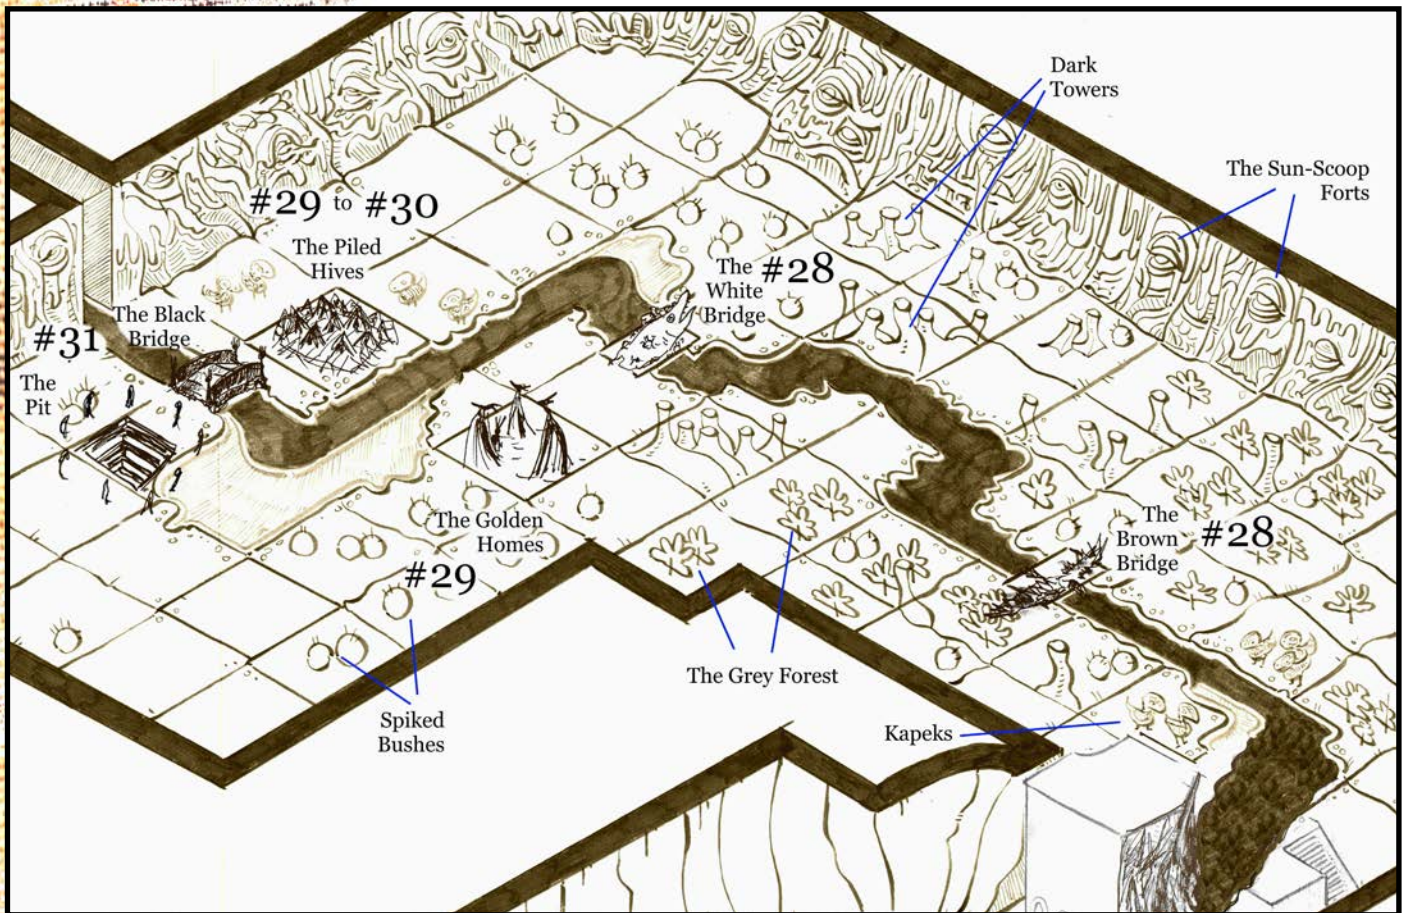 Dark
Towers
The Sun-Scoop
Forts
#29 to #30
The Piled
Hives
The
White
Bridge
#28
The Black
Bridge
#31
The
Pit
The Golden
Homes
#29
The
Brown
Bridge
#28
The Grey Forest
Spiked
Bushes
Kapeks